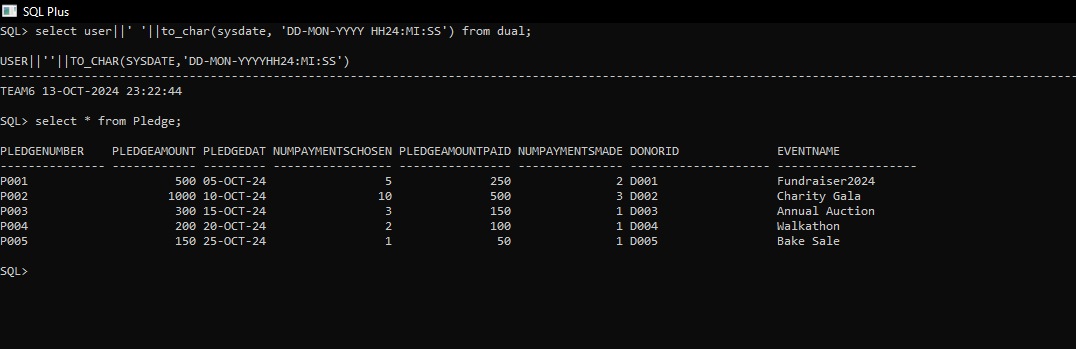 SQL Plus
SQL> select user||' '||to_char(sysdate, 'DD-MON-YYYY HH24:MI:SS') from dual;
USER||''||TO_CHAR(SYSDATE,'DD-MON-YYYYHH24:MI:SS')
--------------------------------------------------------------------------------------------------------------------------------------------------------
TEAM6 13-OCT-2024 23:22:44
SQL> select * from Pledge;
PLEDGENUMBER    PLEDGEAMOUNT PLEDGEDAT NUMPAYMENTSCHOSEN PLEDGEAMOUNTPAID NUMPAYMENTSMADE DONORID              EVENTNAME
--------------- ------------ --------- ----------------- ---------------- --------------- -------------------- --------------------
P001                     500 05-OCT-24                 5              250               2 D001                 Fundraiser2024
P002                    1000 10-OCT-24                10              500               3 D002                 Charity Gala
P003                     300 15-OCT-24                 3              150               1 D003                 Annual Auction
P004                     200 20-OCT-24                 2              100               1 D004                 Walkathon
P005                     150 25-OCT-24                 1               50               1 D005                 Bake Sale
SQL>